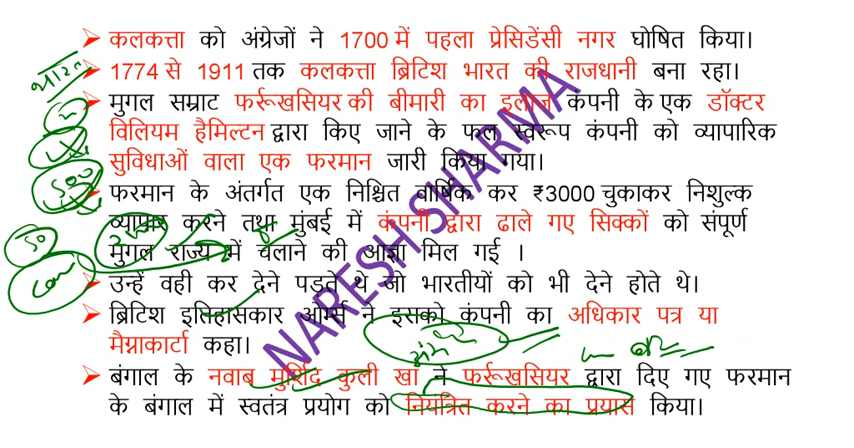 ➢ कलकत्ता को अंग्रेजों ने 1700 में पहला प्रेसिडेंसी नगर घोषित किया।
➢ 1774 से 1911 तक कलकत्ता ब्रिटिश भारत की राजधानी बना रहा।
➢ मुगल सम्राट फर्रूखसियर की बीमारी का इलाज कंपनी के एक डॉक्टर
विलियम हैमिल्टन द्वारा किए जाने के फल स्वरूप कंपनी को व्यापारिक
सुविधाओं वाला एक फरमान जारी किया गया।
➢ फरमान के अंतर्गत एक निश्चित वार्षिक कर ₹3000 चुकाकर निशुल्क
व्यापार करने तथा मुंबई में कंपनी द्वारा ढाले गए सिक्कों को संपूर्ण
मुगल राज्य में चलाने की आज्ञा मिल गई ।
➢ उन्हें वही कर देने पड़ते थे जो भारतीयों को भी देने होते थे।
➢ ब्रिटिश इतिहासकार ओर्म्स ने इसको कंपनी का अधिकार पत्र या
मैग्नाकार्टा कहा।
➢ बंगाल के नवाब मुर्शिद कुली खा ने फर्रूखसियर द्वारा दिए गए फरमान
के बंगाल में स्वतंत्र प्रयोग को नियंत्रित करने का प्रयास किया।
NARESH SHARMA
भारत
500
50